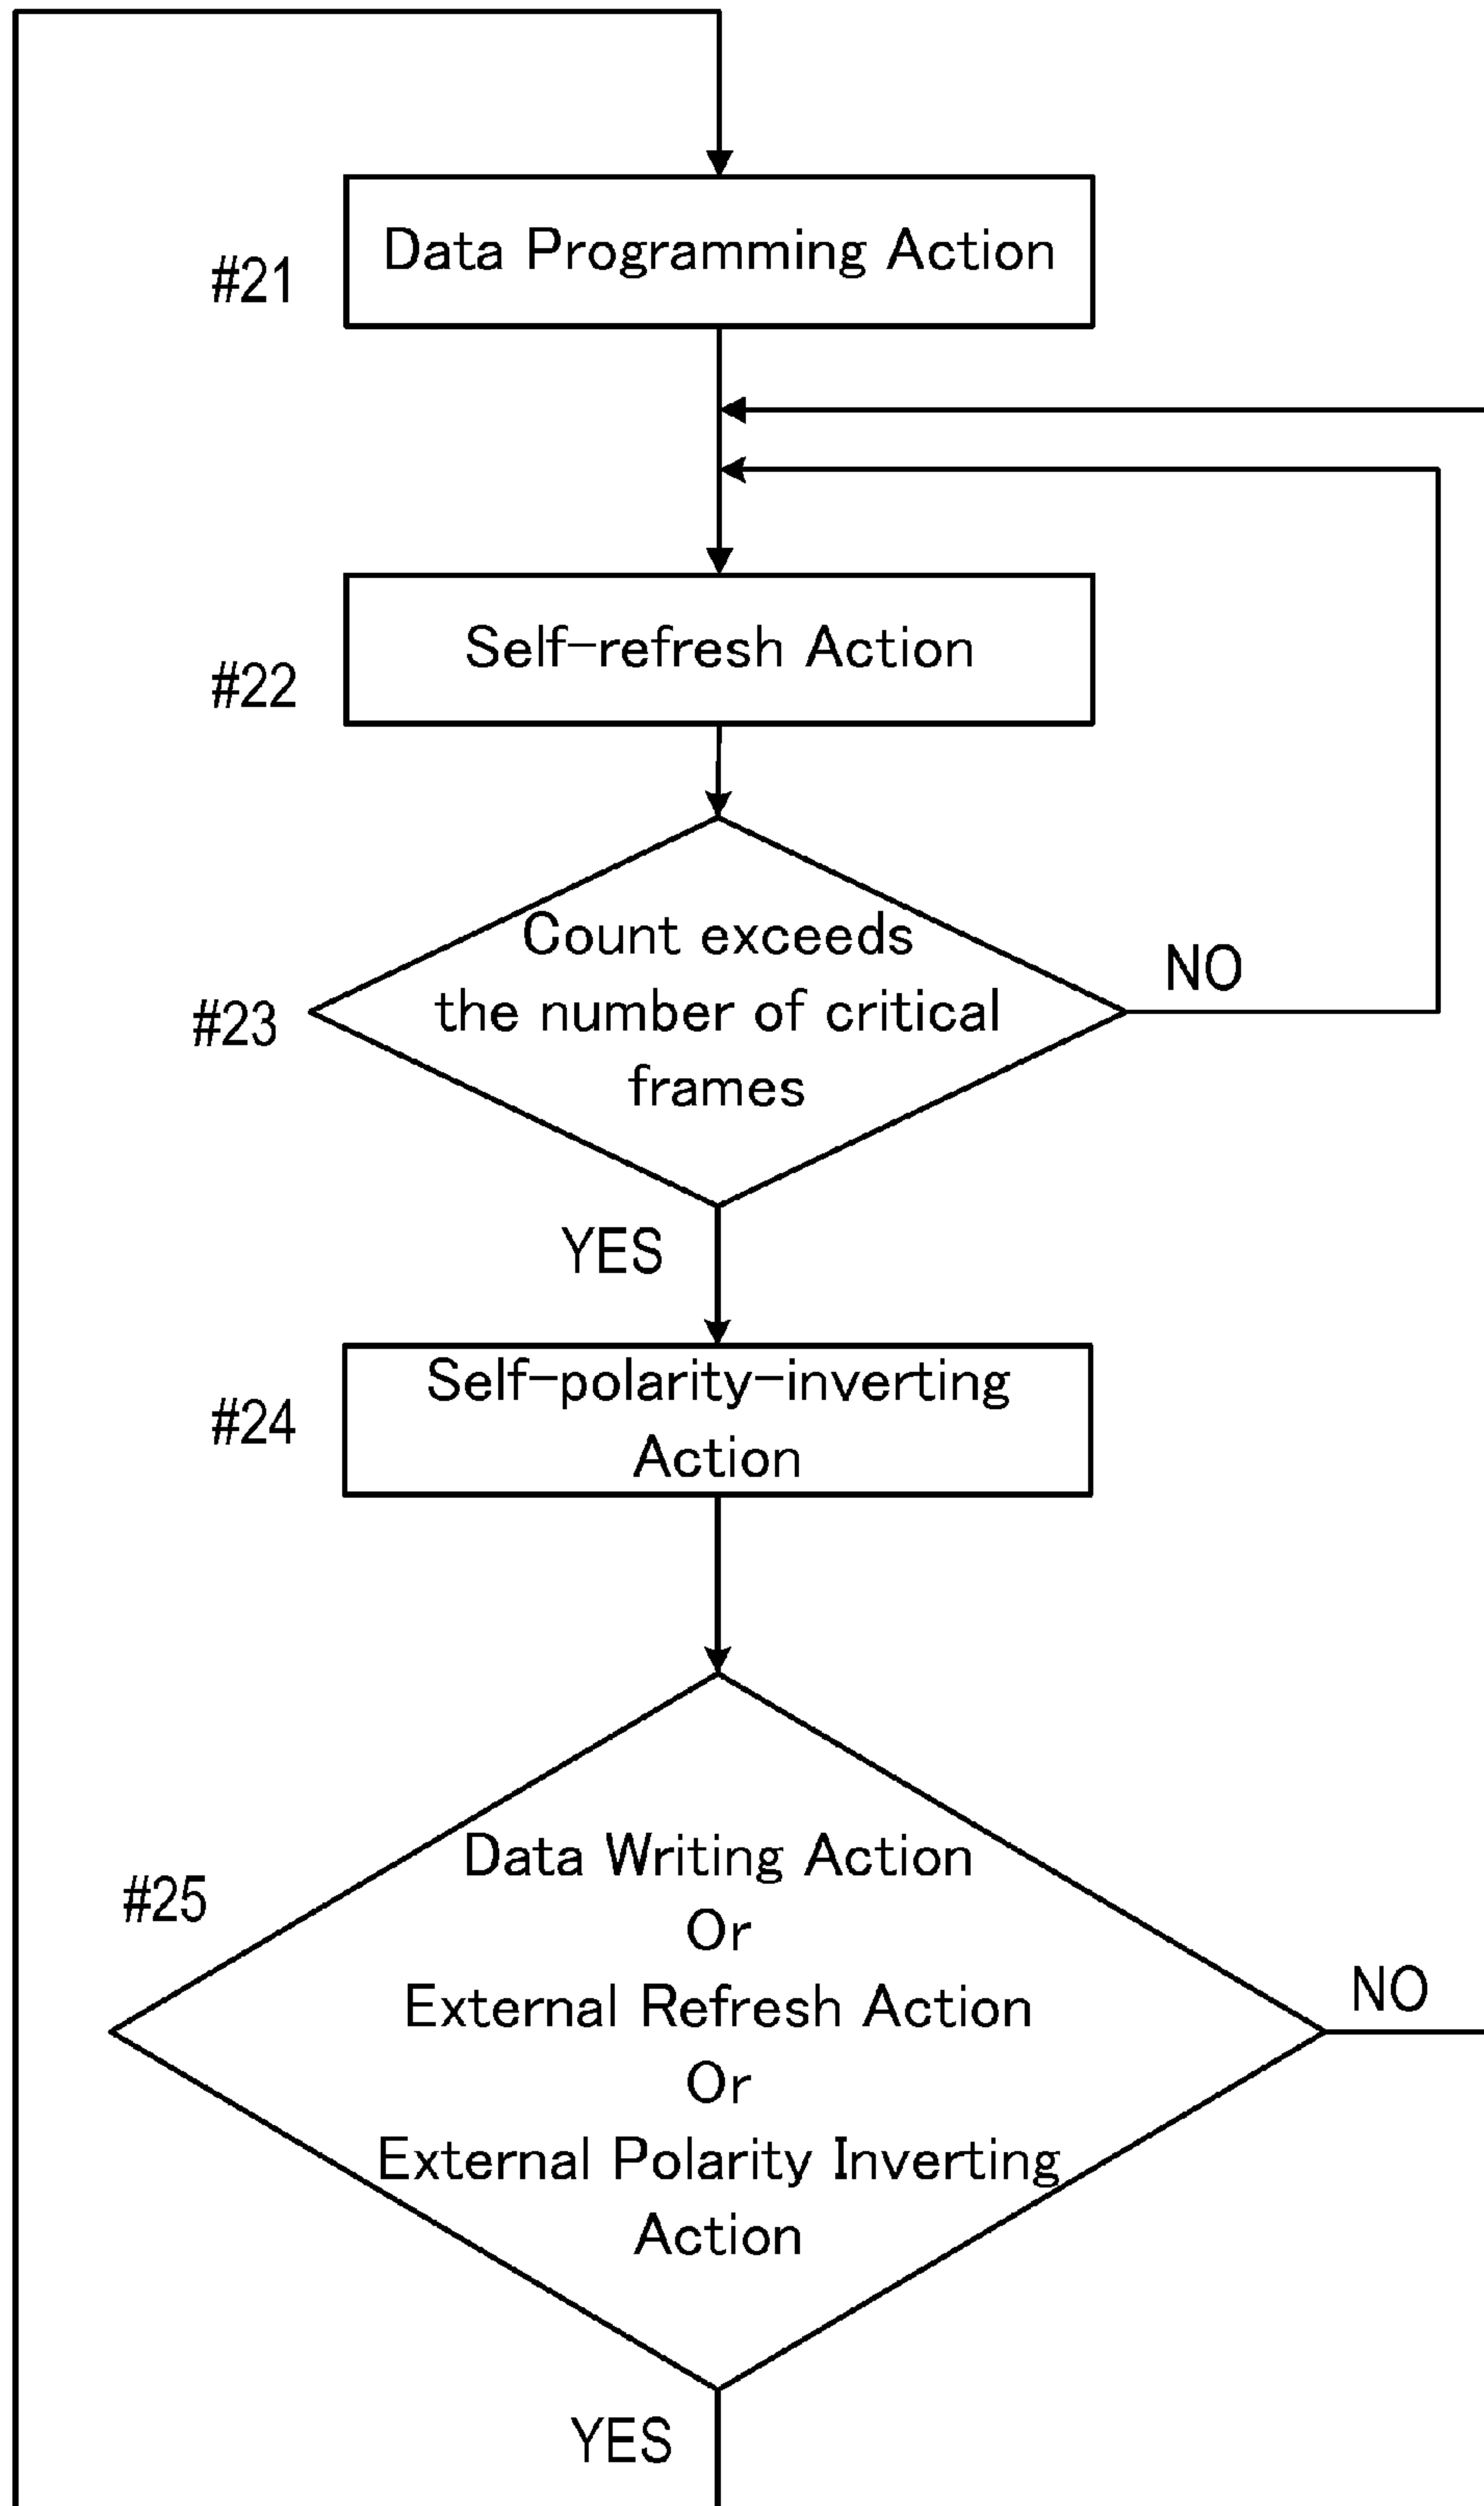 #21
Data Programming Action
#22
Self-refresh Action
#23
Count exceeds
the number of critical
frames
NO
YES
#24
Self-polarity-inverting
Action
#25
Data Writing Action
Or
External Refresh Action
Or
External Polarity Inverting
Action
NO
YES